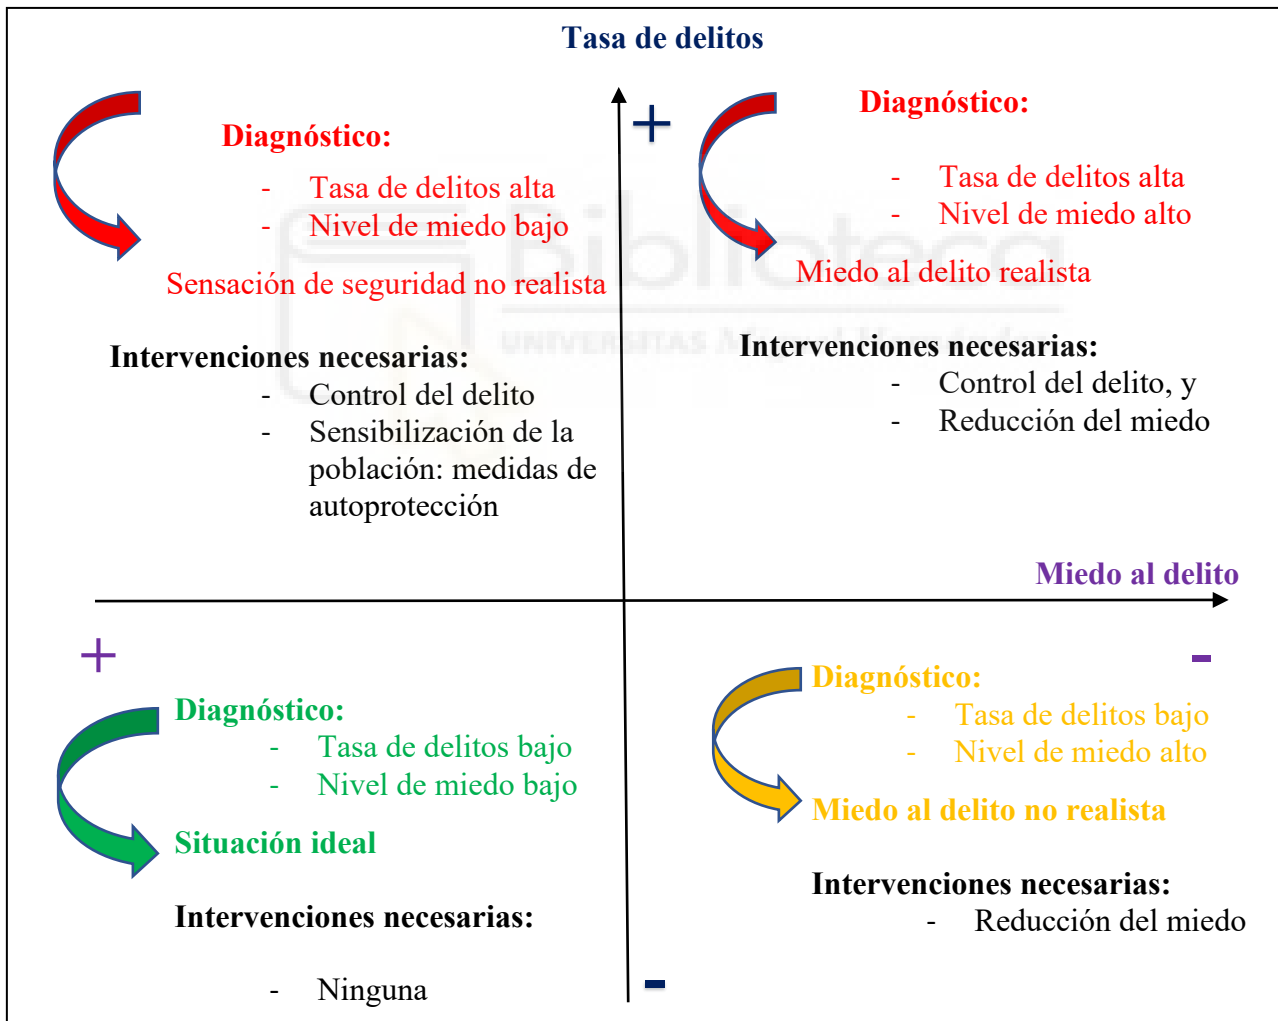 Tasa de delitos
+
Diagnóstico:
- Tasa de delitos alta
- Nivel de miedo bajo
Sensación de seguridad no realista
Intervenciones necesarias:
- Control del delito
- Sensibilización de la
población: medidas de
autoprotección
Diagnóstico:
- Tasa de delitos alta
- Nivel de miedo alto
Miedo al delito realista
Intervenciones necesarias:
- Control del delito, y
- Reducción del miedo
Biblioteca
UNIVERSITAS Miguel Hernández
Miedo al delito
+
-
Diagnóstico:
- Tasa de delitos bajo
- Nivel de miedo bajo
Situación ideal
Intervenciones necesarias:
- Ninguna
Diagnóstico:
- Tasa de delitos bajo
- Nivel de miedo alto
Miedo al delito no realista
Intervenciones necesarias:
- Reducción del miedo
-